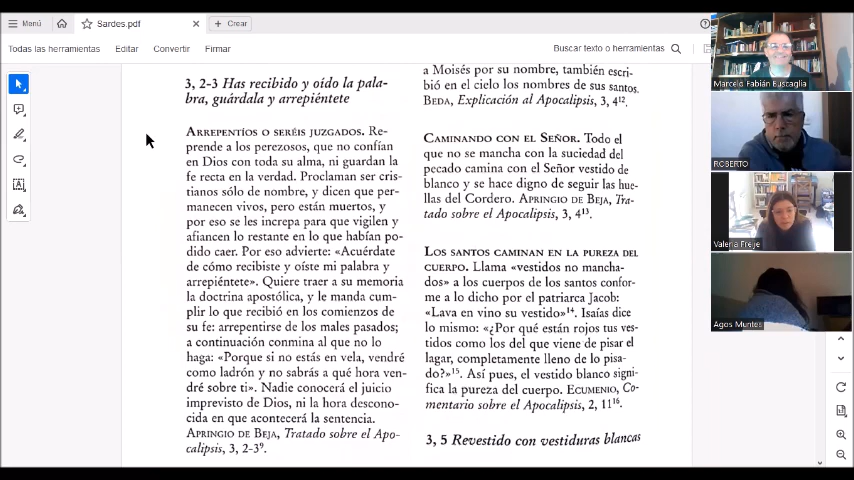 Menú
Sardes.pdf
Crear
Todas las herramientas
Editar
Convertir
Firmar
Buscar texto o herramientas
3, 2-3 Has recibido y oído la pala-
bra, guárdala y arrepiéntete
ARREPENTÍOS O SERÉIS JUZGADOS. Re-
prende a los perezosos, que no confían
en Dios con toda su alma, ni guardan la
fe recta en la verdad. Proclaman ser cris-
tianos sólo de nombre, y dicen que per-
manecen vivos, pero están muertos, y
por eso se les increpa para que vigilen y
afiancen lo restante en lo que habían po-
dido caer. Por eso advierte: «Acuérdate
de cómo recibiste y oíste mi palabra y
arrepiéntete». Quiere traer a su memoria
la doctrina apostólica, y le manda cum-
plir lo que recibió en los comienzos de
su fe: arrepentirse de los males pasados;
a continuación conmina al que no lo
haga: «Porque si no estás en vela, vendré
como ladrón y no sabrás a qué hora ven-
dré sobre ti». Nadie conocerá el juicio
imprevisto de Dios, ni la hora descono-
cida en que acontecerá la sentencia.
APRINGIO DE BEJA, Tratado sobre el Apo-
calipsis, 3, 2-3⁹.
a Moisés por su nombre, también escri-
bió en el cielo los nombres de sus santos.
BEDA, Explicación al Apocalipsis, 3, 4¹².
CAMINANDO CON EL SEÑOR. Todo el
que no se mancha con la suciedad del
pecado camina con el Señor vestido de
blanco y se hace digno de seguir las hue-
llas del Cordero. APRINGIO DE BEJA, Tra-
tado sobre el Apocalipsis, 3, 4¹³.
LOS SANTOS CAMINAN EN LA PUREZA DEL
CUERPO. Llama «vestidos no mancha-
dos» a los cuerpos de los santos confor-
me a lo dicho por el patriarca Jacob:
«Lava en vino su vestido»¹⁴. Isaías dice
lo mismo: «¿Por qué están rojos tus ves-
tidos como los del que viene de pisar el
lagar, completamente lleno de lo pisa-
do?»¹⁵. Así pues, el vestido blanco signi-
fica la pureza del cuerpo. ECUMENIO, Co-
mentario sobre el Apocalipsis, 2, 11¹⁶.
3, 5 Revestido con vestiduras blancas
Marcelo Fabián Bustaglia
ROBERTO
Valeria Freije
Agos Muntes